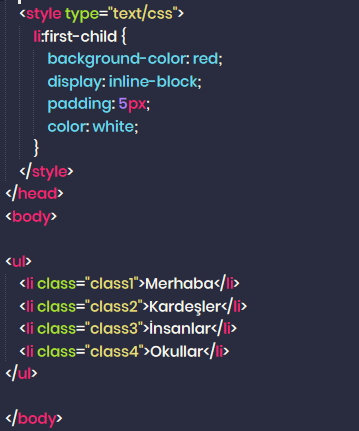 <style type="text/css">
li:first-child {
background-color: red;
display: inline-block;
padding: 5px;
color: white;
}
</style>
</head>
<body>
<ul>
<li class="class1">Merhaba</li>
<li class="class2">Kardeşler</li>
<li class="class3">İnsanlar</li>
<li class="class4">Okullar</li>
</ul>
</body>